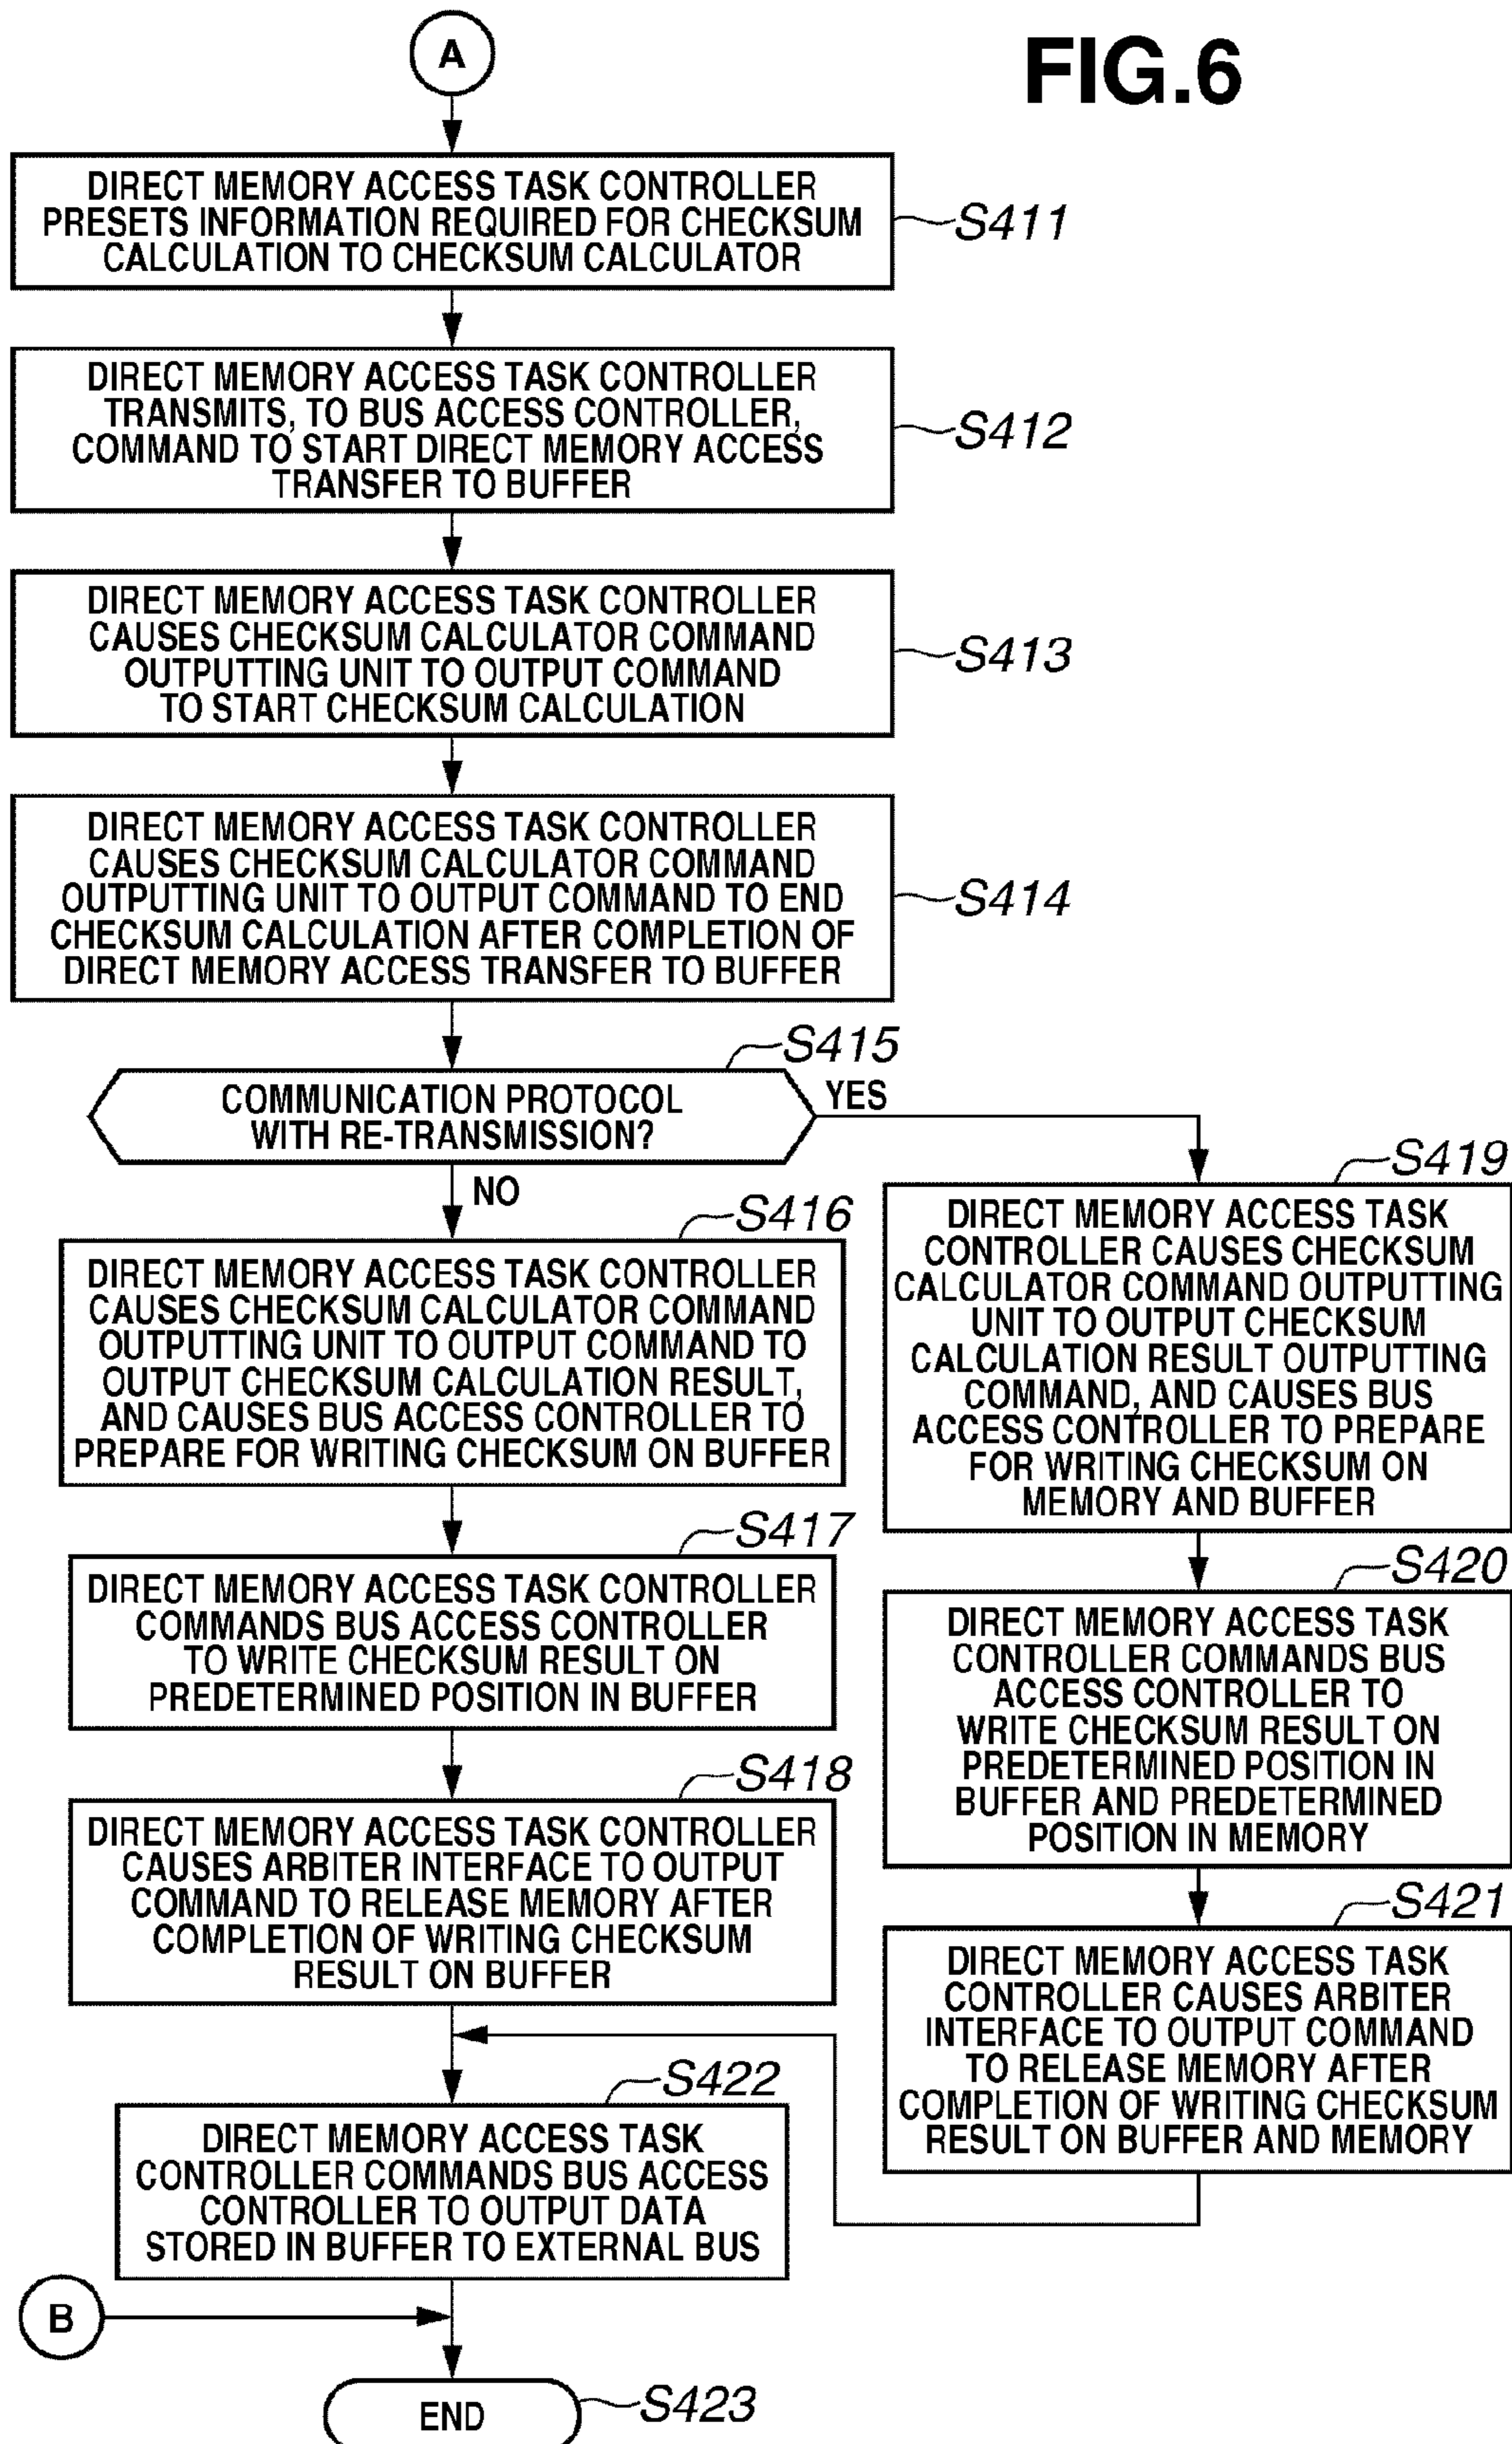 A
FIG.6
DIRECT MEMORY ACCESS TASK CONTROLLER
PRESETS INFORMATION REQUIRED FOR CHECKSUM
CALCULATION TO CHECKSUM CALCULATOR
S411
DIRECT MEMORY ACCESS TASK CONTROLLER
TRANSMITS, TO BUS ACCESS CONTROLLER,
COMMAND TO START DIRECT MEMORY ACCESS
TRANSFER TO BUFFER
S412
DIRECT MEMORY ACCESS TASK CONTROLLER
CAUSES CHECKSUM CALCULATOR COMMAND
OUTPUTTING UNIT TO OUTPUT COMMAND
TO START CHECKSUM CALCULATION
S413
DIRECT MEMORY ACCESS TASK CONTROLLER
CAUSES CHECKSUM CALCULATOR COMMAND
OUTPUTTING UNIT TO OUTPUT COMMAND TO END
CHECKSUM CALCULATION AFTER COMPLETION OF
DIRECT MEMORY ACCESS TRANSFER TO BUFFER
S414
S415
COMMUNICATION PROTOCOL
WITH RE-TRANSMISSION?
YES
NO
S416
DIRECT MEMORY ACCESS TASK CONTROLLER
CAUSES CHECKSUM CALCULATOR COMMAND
OUTPUTTING UNIT TO OUTPUT COMMAND TO
OUTPUT CHECKSUM CALCULATION RESULT,
AND CAUSES BUS ACCESS CONTROLLER TO
PREPARE FOR WRITING CHECKSUM ON BUFFER
S417
DIRECT MEMORY ACCESS TASK CONTROLLER
COMMANDS BUS ACCESS CONTROLLER
TO WRITE CHECKSUM RESULT ON
PREDETERMINED POSITION IN BUFFER
S418
DIRECT MEMORY ACCESS TASK CONTROLLER
CAUSES ARBITER INTERFACE TO OUTPUT
COMMAND TO RELEASE MEMORY AFTER
COMPLETION OF WRITING CHECKSUM
RESULT ON BUFFER
S419
DIRECT MEMORY ACCESS TASK
CONTROLLER CAUSES CHECKSUM
CALCULATOR COMMAND OUTPUTTING
UNIT TO OUTPUT CHECKSUM
CALCULATION RESULT OUTPUTTING
COMMAND, AND CAUSES BUS
ACCESS CONTROLLER TO PREPARE
FOR WRITING CHECKSUM ON
MEMORY AND BUFFER
S420
DIRECT MEMORY ACCESS TASK
CONTROLLER COMMANDS BUS
ACCESS CONTROLLER TO
WRITE CHECKSUM RESULT ON
PREDETERMINED POSITION IN
BUFFER AND PREDETERMINED
POSITION IN MEMORY
S421
DIRECT MEMORY ACCESS TASK
CONTROLLER CAUSES ARBITER
INTERFACE TO OUTPUT COMMAND
TO RELEASE MEMORY AFTER
COMPLETION OF WRITING CHECKSUM
RESULT ON BUFFER AND MEMORY
S422
DIRECT MEMORY ACCESS TASK
CONTROLLER COMMANDS BUS ACCESS
CONTROLLER TO OUTPUT DATA
STORED IN BUFFER TO EXTERNAL BUS
B
END
S423